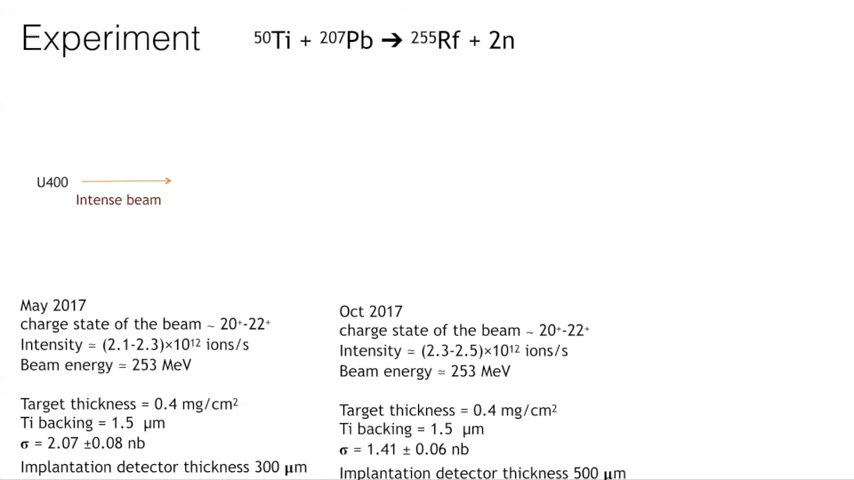 Experiment
⁵⁰Ti + ²⁰⁷Pb ➔ ²⁵⁵Rf + 2n
U400
Intense beam
May 2017
charge state of the beam ~ 20⁺-22⁺
Intensity ≃ (2.1-2.3)×10¹² ions/s
Beam energy ≃ 253 MeV
Target thickness = 0.4 mg/cm²
Ti backing = 1.5 μm
σ = 2.07 ±0.08 nb
Implantation detector thickness 300 μm
Oct 2017
charge state of the beam ~ 20⁺-22⁺
Intensity ≃ (2.3-2.5)×10¹² ions/s
Beam energy ≃ 253 MeV
Target thickness = 0.4 mg/cm²
Ti backing = 1.5 μm
σ = 1.41 ± 0.06 nb
Implantation detector thickness 500 μm